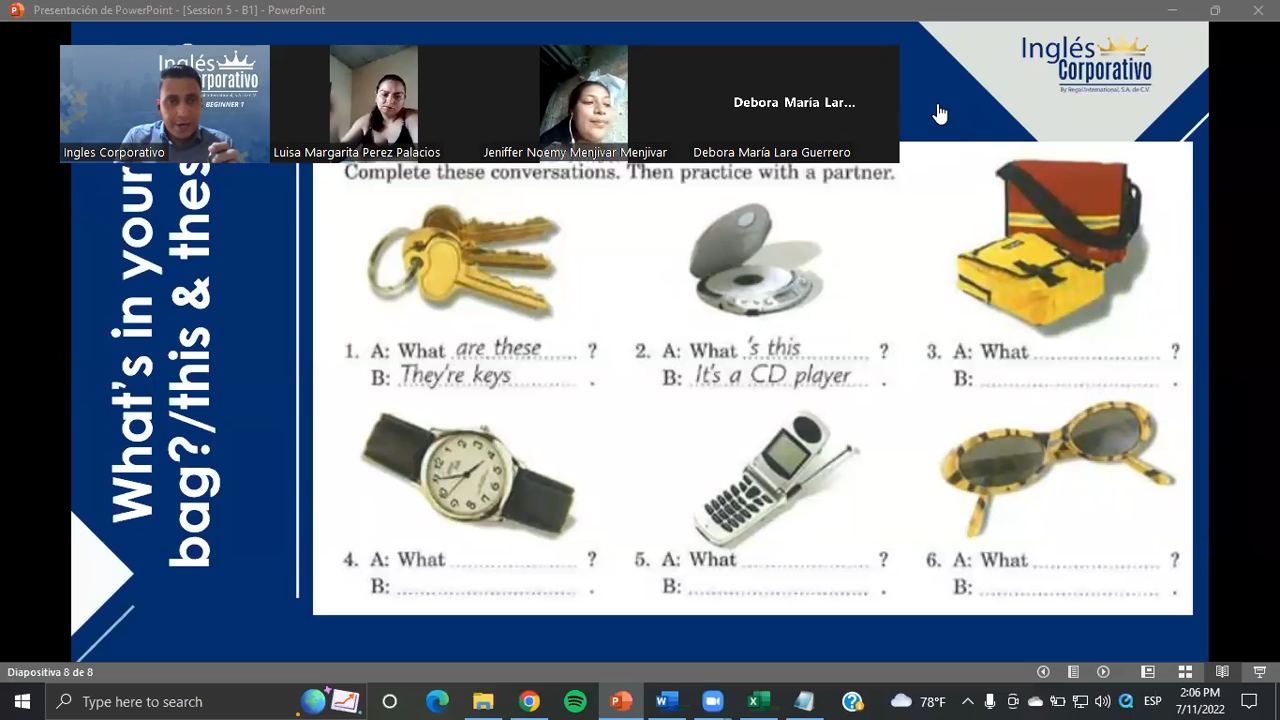 Presentación de PowerPoint - [Session 5 - B1] - PowerPoint
Inglés
Corporativo
BEGINNER 1
Ingles Corporativo
Luisa Margarita Perez Palacios
Jeniffer Noemy Menjivar Menjivar
Debora María Lar...
Debora María Lara Guerrero
Inglés
Corporativo
By Regal International, S.A. de C.V.
What's in your
bag?/this & thes
Complete these conversations. Then practice with a partner.
1. A: What are these ?
B: They're keys .
2. A: What 's this ?
B: It's a CD player .
3. A: What ?
B: .
4. A: What ?
B: .
5. A: What ?
B: .
6. A: What ?
B: .
Diapositiva 8 de 8
Type here to search
78°F
ESP
2:06 PM
7/11/2022